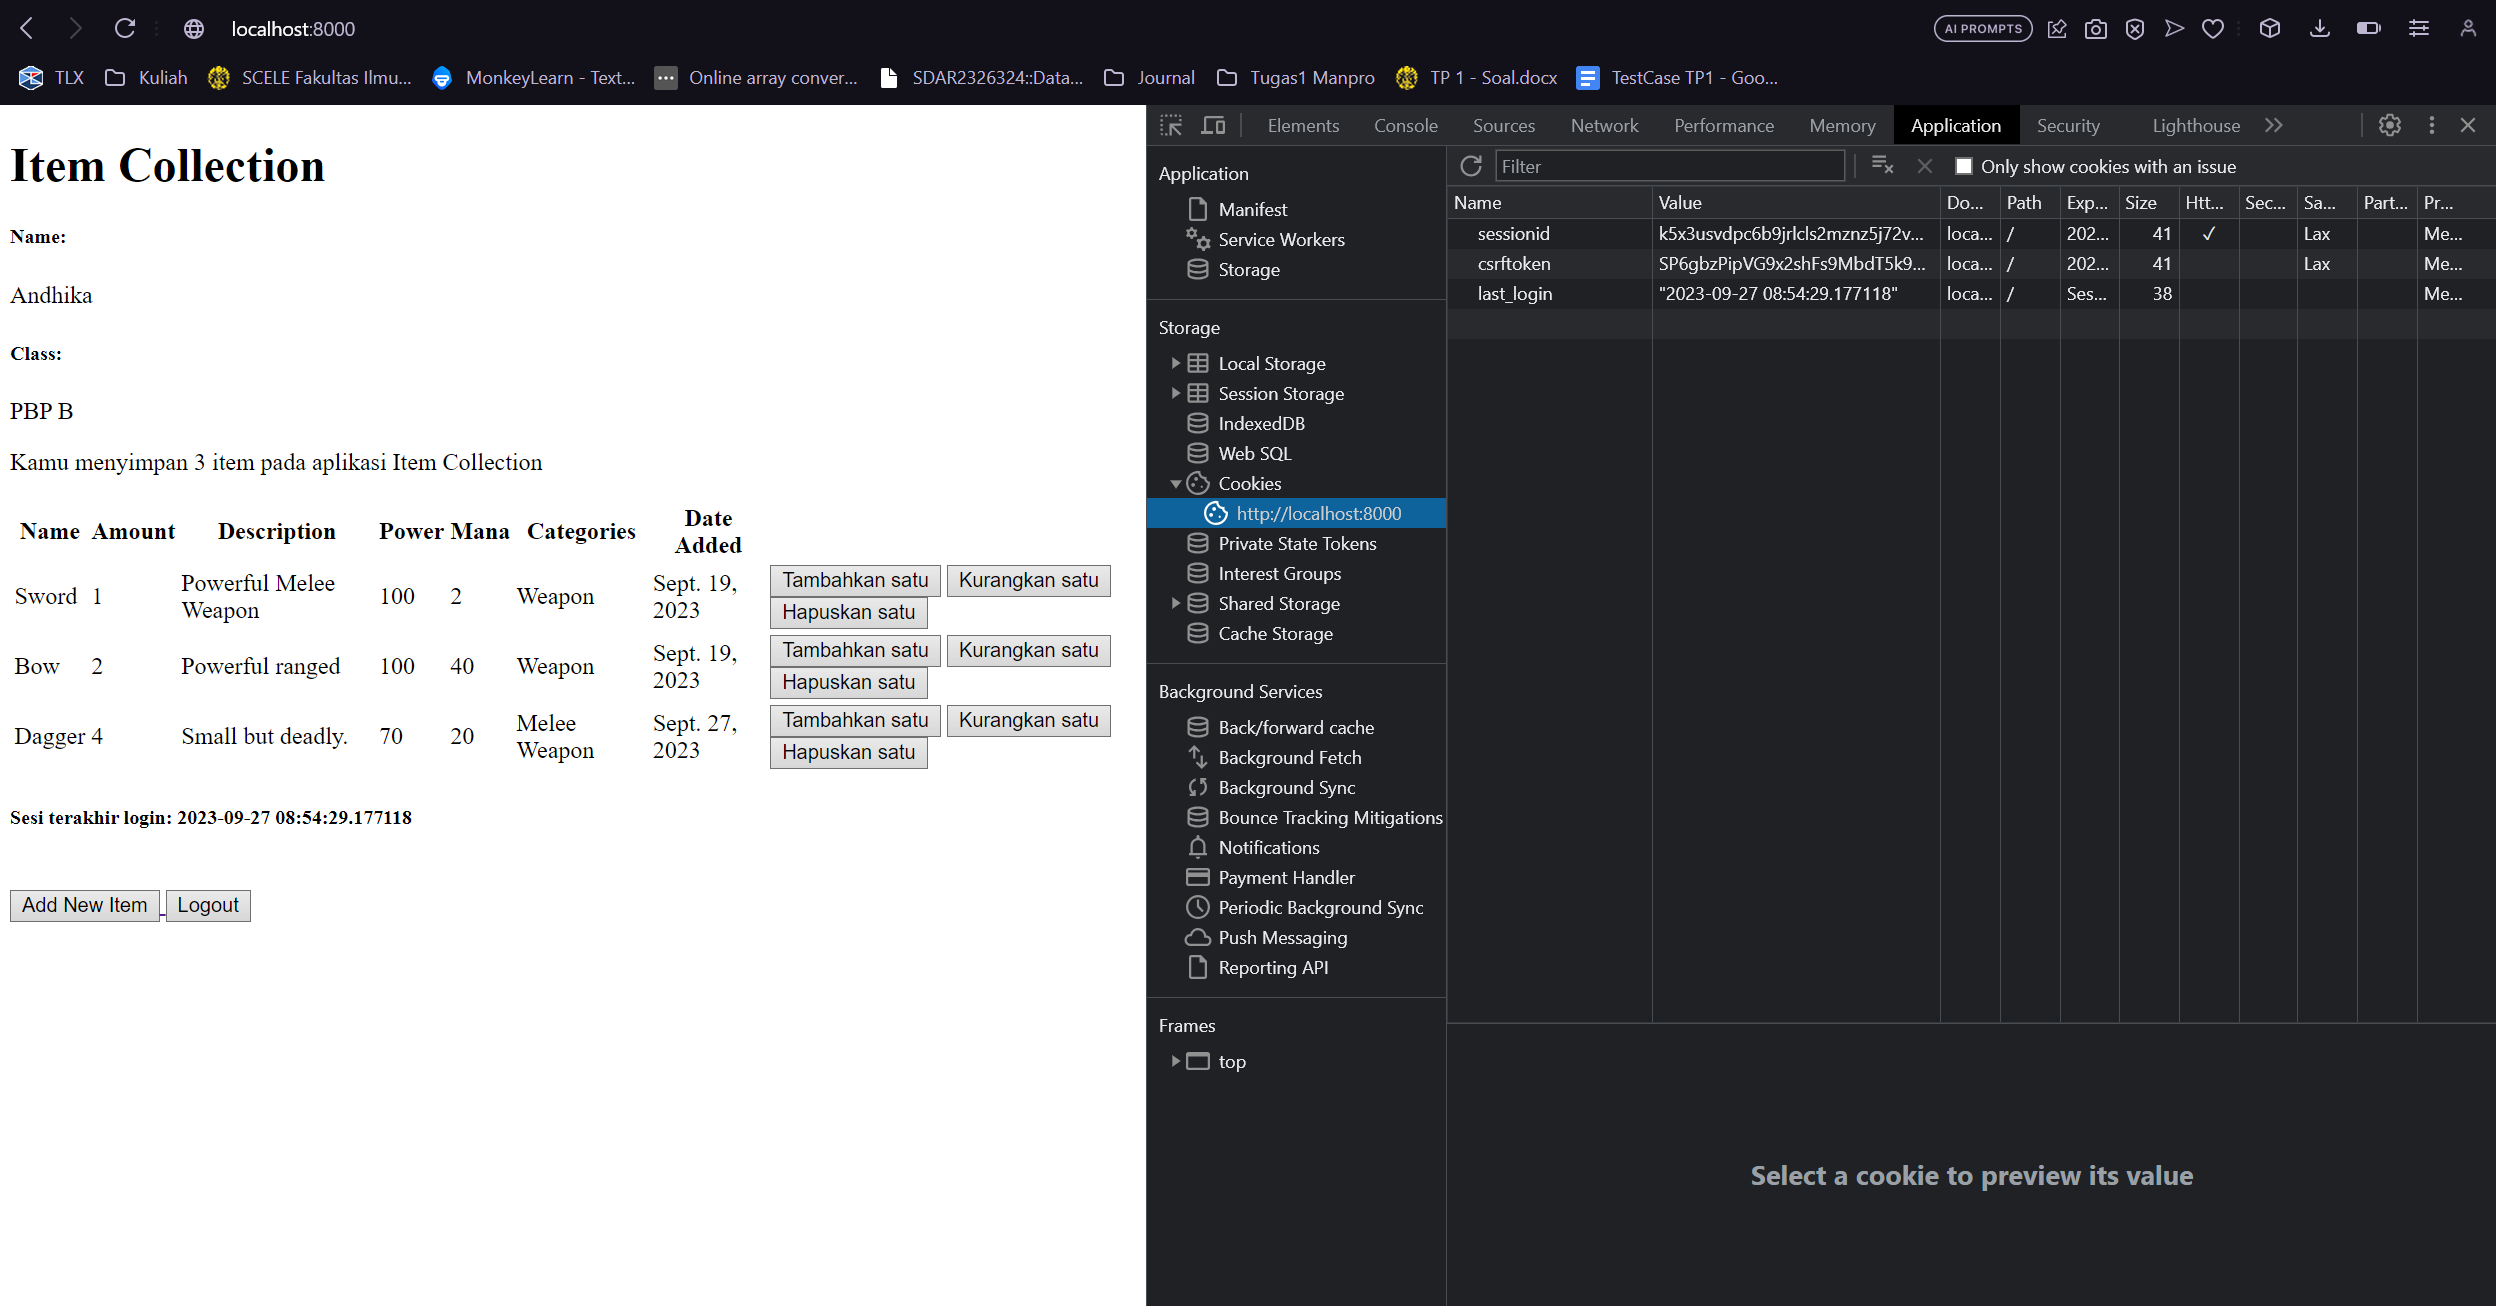 localhost:8000
AI PROMPTS
TLX Kuliah SCELE Fakultas Ilmu... MonkeyLearn - Text... Online array conver... SDAR2326324::Data... Journal Tugas1 Manpro TP 1 - Soal.docx TestCase TP1 - Goo...
Item Collection
Name:
Andhika
Class:
PBP B
Kamu menyimpan 3 item pada aplikasi Item Collection
Name Amount Description Power Mana Categories Date Added
Sword 1 Powerful Melee Weapon 100 2 Weapon Sept. 19, 2023 Tambahkan satu Kurangkan satu Hapuskan satu
Bow 2 Powerful ranged 100 40 Weapon Sept. 19, 2023 Tambahkan satu Kurangkan satu Hapuskan satu
Dagger 4 Small but deadly. 70 20 Melee Weapon Sept. 27, 2023 Tambahkan satu Kurangkan satu Hapuskan satu
Sesi terakhir login: 2023-09-27 08:54:29.177118
Add New Item Logout
Elements Console Sources Network Performance Memory Application Security Lighthouse
Application
Manifest
Service Workers
Storage
Storage
Local Storage
Session Storage
IndexedDB
Web SQL
Cookies
http://localhost:8000
Private State Tokens
Interest Groups
Shared Storage
Cache Storage
Background Services
Back/forward cache
Background Fetch
Background Sync
Bounce Tracking Mitigations
Notifications
Payment Handler
Periodic Background Sync
Push Messaging
Reporting API
Frames
top
Filter Only show cookies with an issue
Name Value Do... Path Exp... Size Htt... Sec... Sa... Part... Pr...
sessionid k5x3usvdpc6b9jrlcls2mznz5j72v... loca... / 202... 41 ✓ Lax Me...
csrftoken SP6gbzPipVG9x2shFs9MbdT5k9... loca... / 202... 41 Lax Me...
last_login "2023-09-27 08:54:29.177118" loca... / Ses... 38 Me...
Select a cookie to preview its value